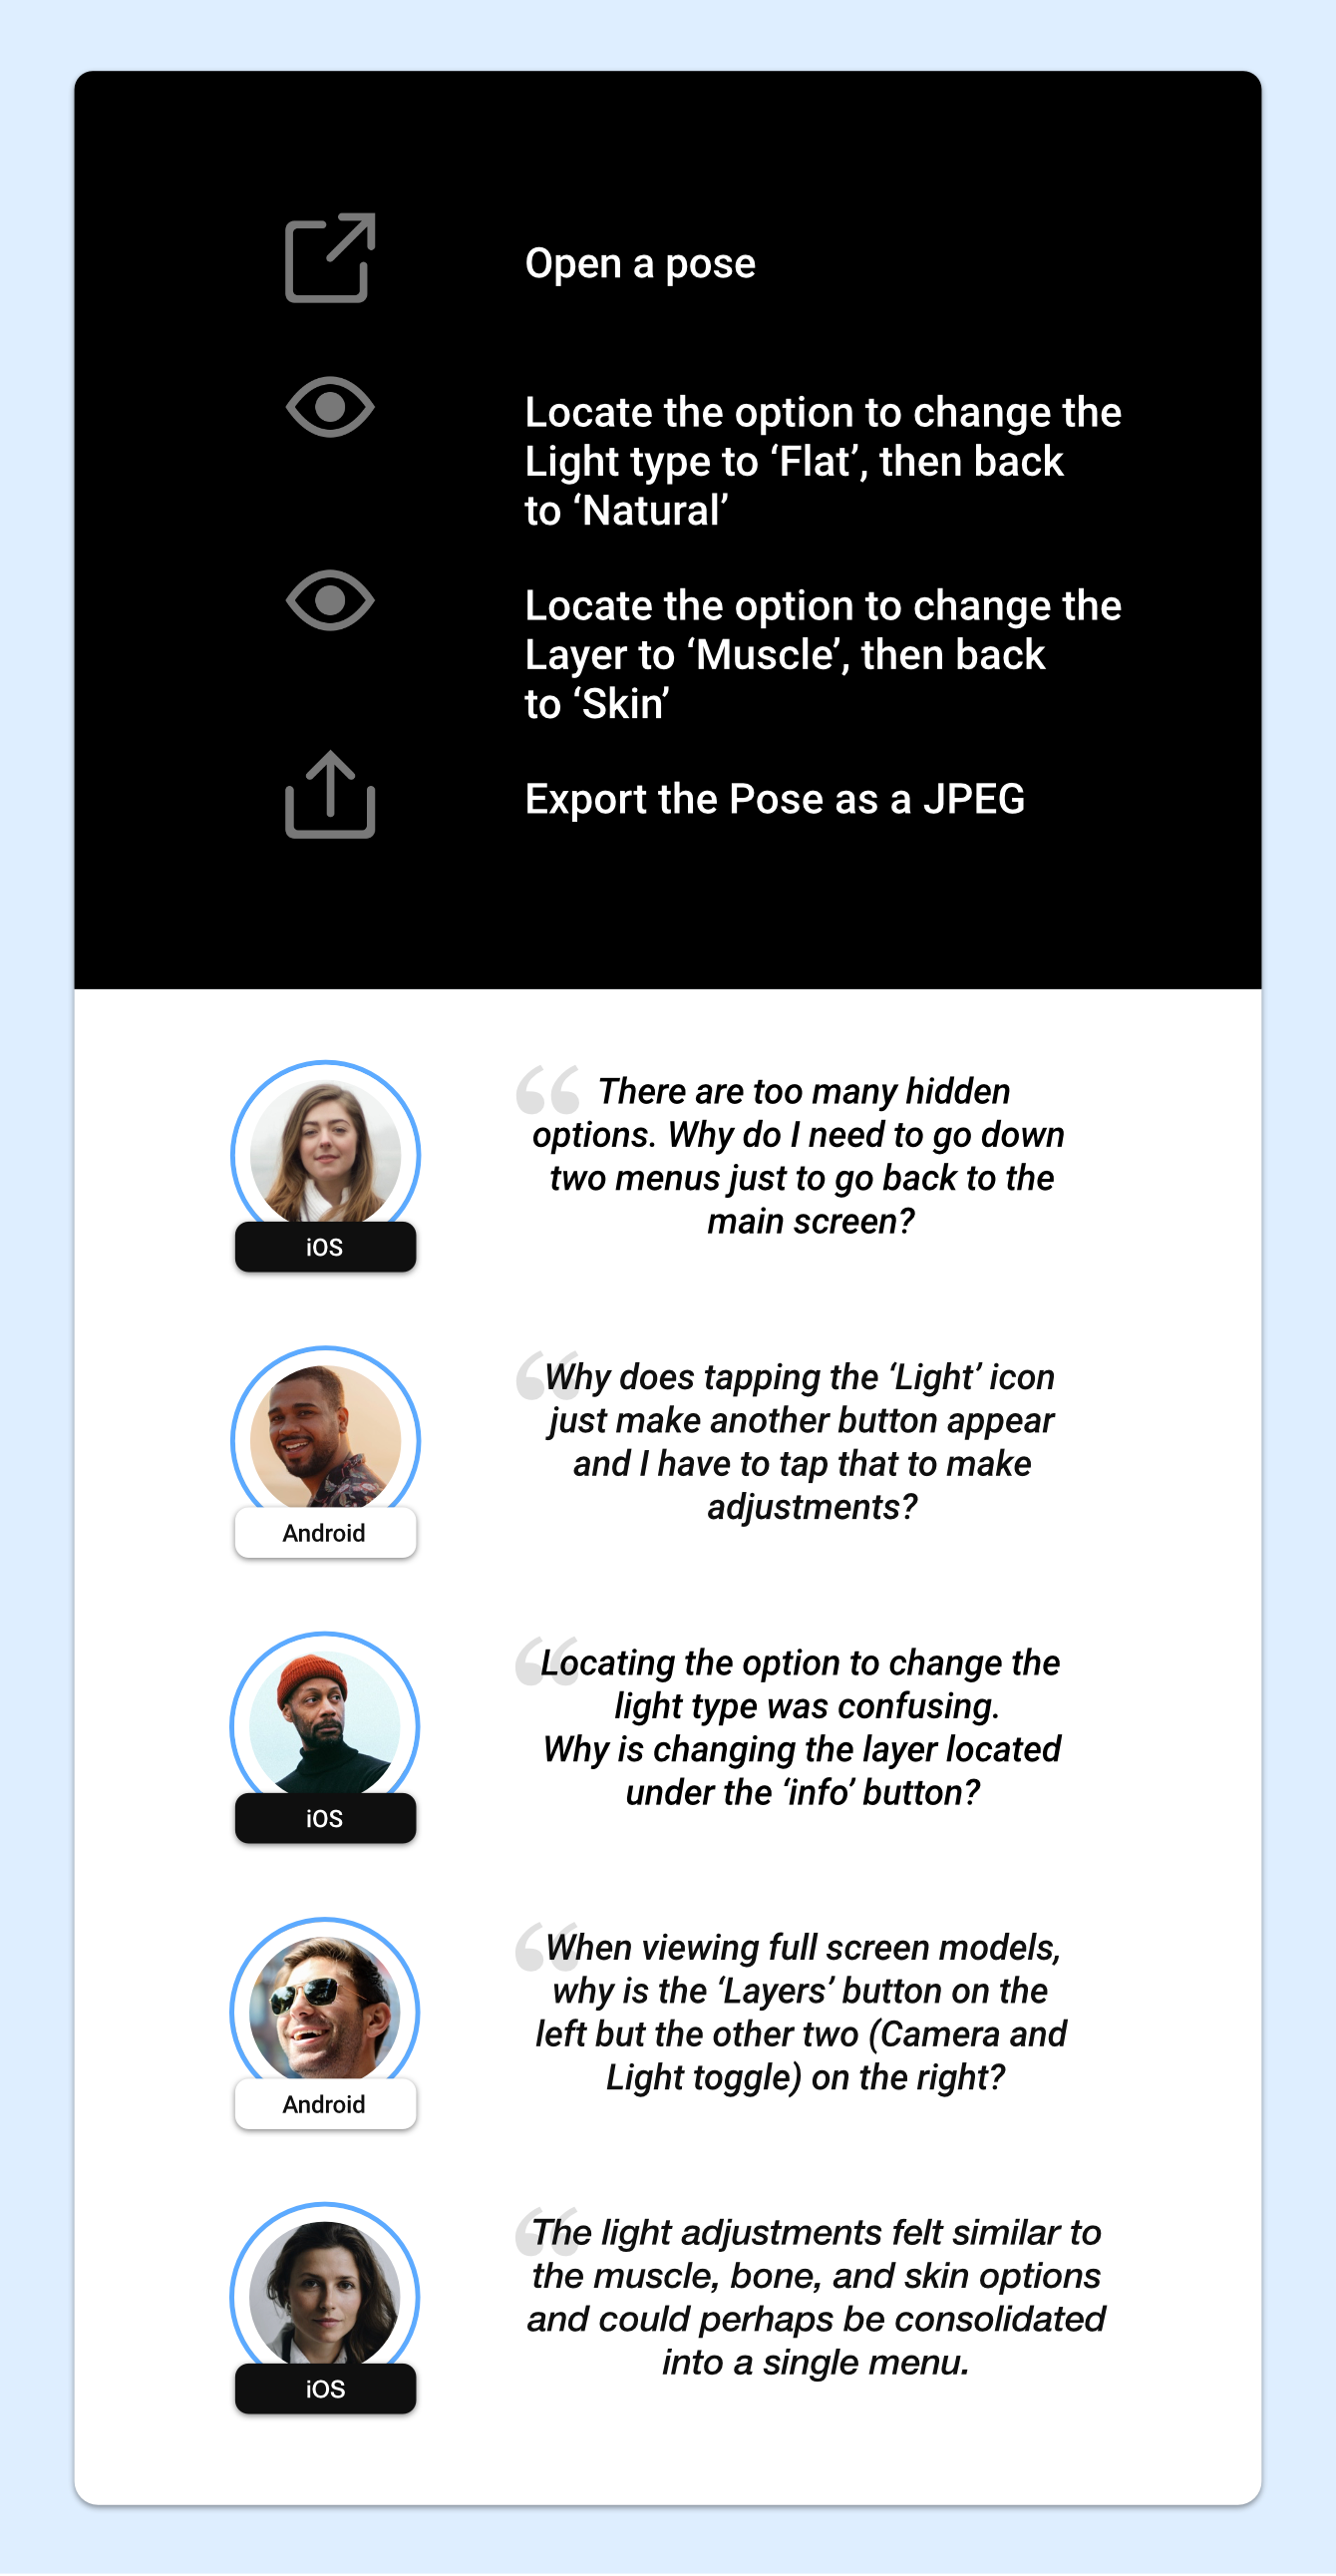 Open a pose
Locate the option to change the
Light type to ‘Flat’, then back
to ‘Natural’
Locate the option to change the
Layer to ‘Muscle’, then back
to ‘Skin’
Export the Pose as a JPEG
“ There are too many hidden
options. Why do I need to go down
two menus just to go back to the
main screen?
iOS
“ Why does tapping the ‘Light’ icon
just make another button appear
and I have to tap that to make
adjustments?
Android
“ Locating the option to change the
light type was confusing.
Why is changing the layer located
under the ‘info’ button?
iOS
“ When viewing full screen models,
why is the ‘Layers’ button on the
left but the other two (Camera and
Light toggle) on the right?
Android
“ The light adjustments felt similar to
the muscle, bone, and skin options
and could perhaps be consolidated
into a single menu.
iOS